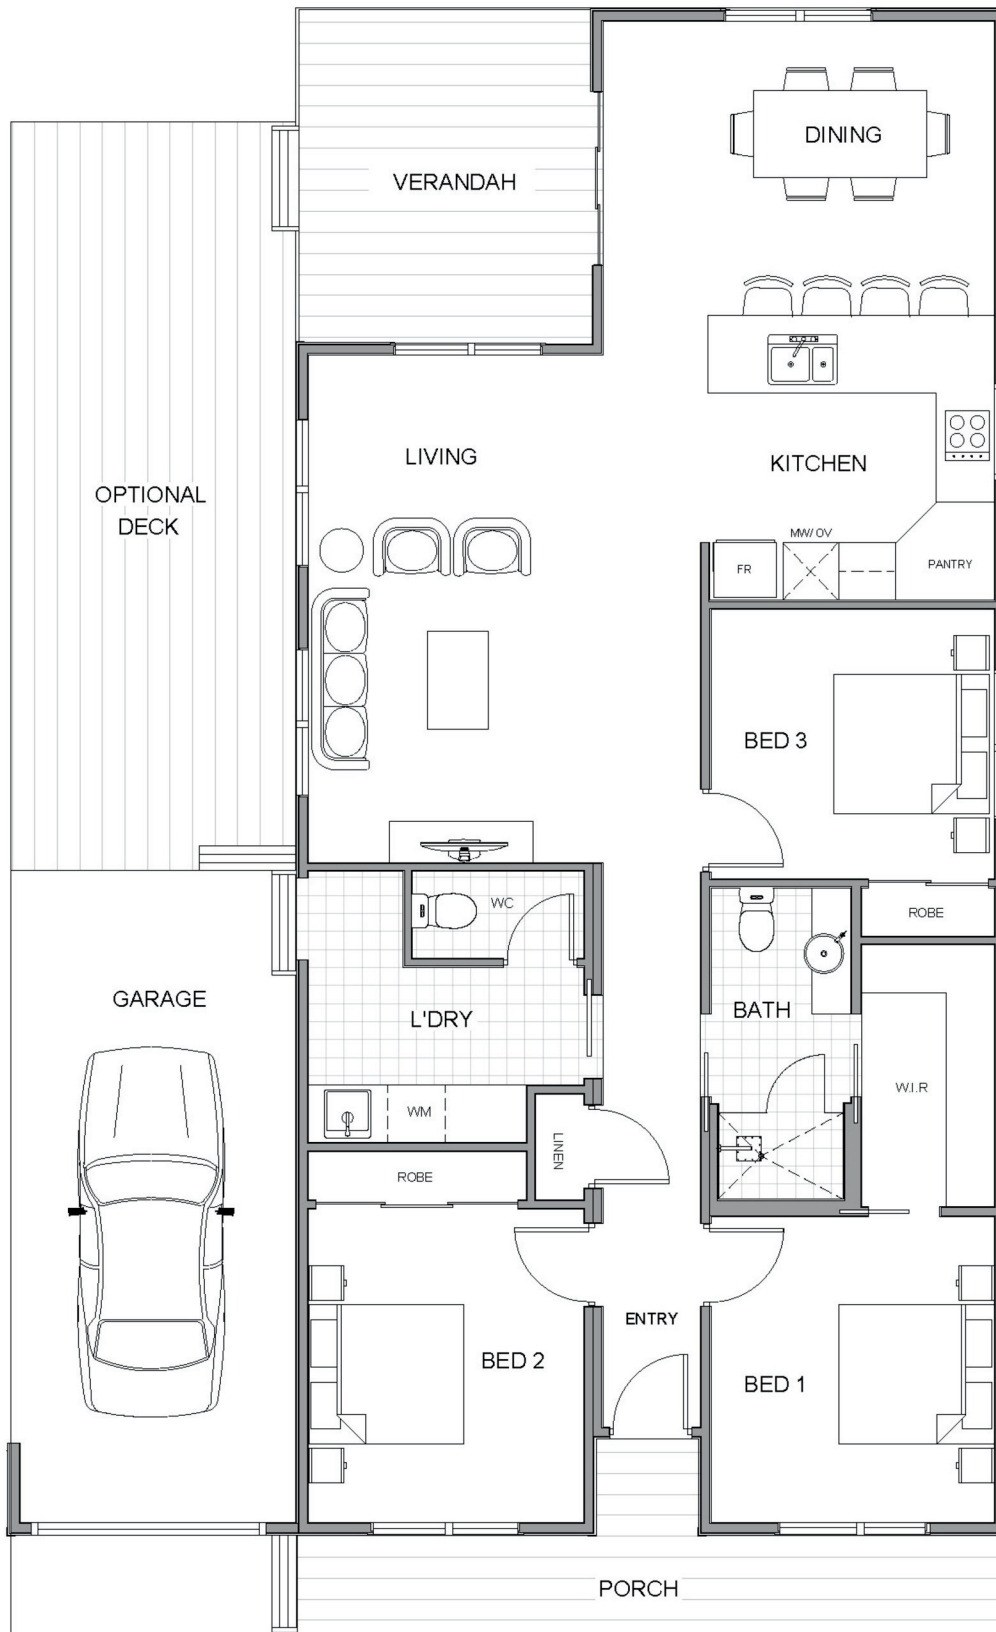 DINING
VERANDAH
LIVING
KITCHEN
OPTIONAL
DECK
MW/OV
FR
PANTRY
BED 3
WC
ROBE
GARAGE
L'DRY
BATH
W.I.R
WM
LINEN
ROBE
ENTRY
BED 2
BED 1
PORCH